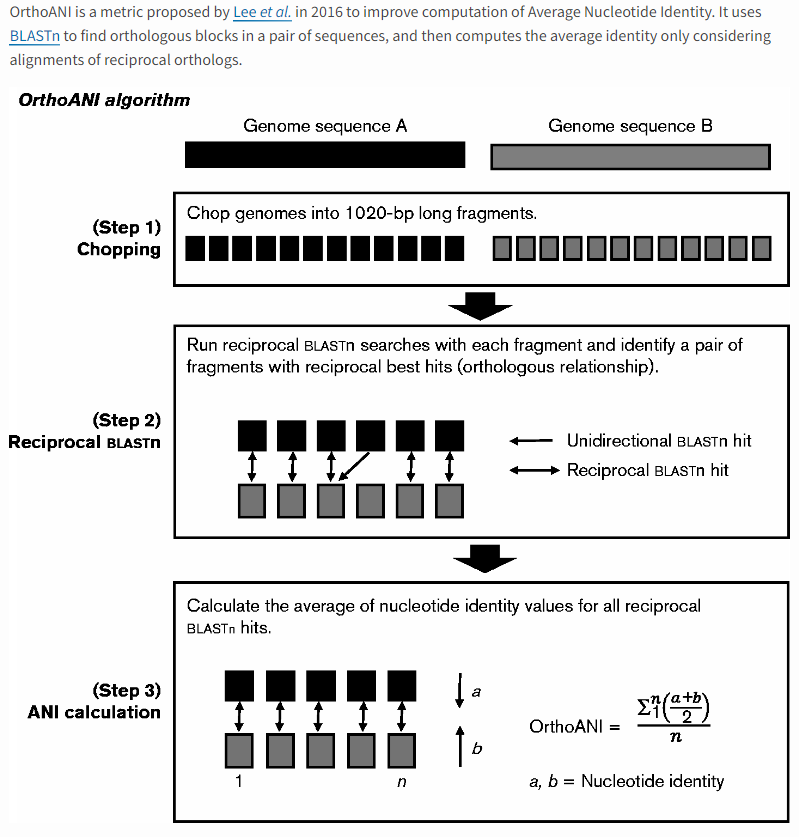 OrthoANI is a metric proposed by Lee et al. in 2016 to improve computation of Average Nucleotide Identity. It uses
BLASTn to find orthologous blocks in a pair of sequences, and then computes the average identity only considering
alignments of reciprocal orthologs.
OrthoANI algorithm
Genome sequence A
Genome sequence B
(Step 1)
Chopping
Chop genomes into 1020-bp long fragments.
(Step 2)
Reciprocal BLASTn
Run reciprocal BLASTn searches with each fragment and identify a pair of
fragments with reciprocal best hits (orthologous relationship).
Unidirectional BLASTn hit
Reciprocal BLASTn hit
(Step 3)
ANI calculation
Calculate the average of nucleotide identity values for all reciprocal
BLASTn hits.
a
b
1
n
OrthoANI = Σ₁ⁿ((a+b)/2) / n
a, b = Nucleotide identity